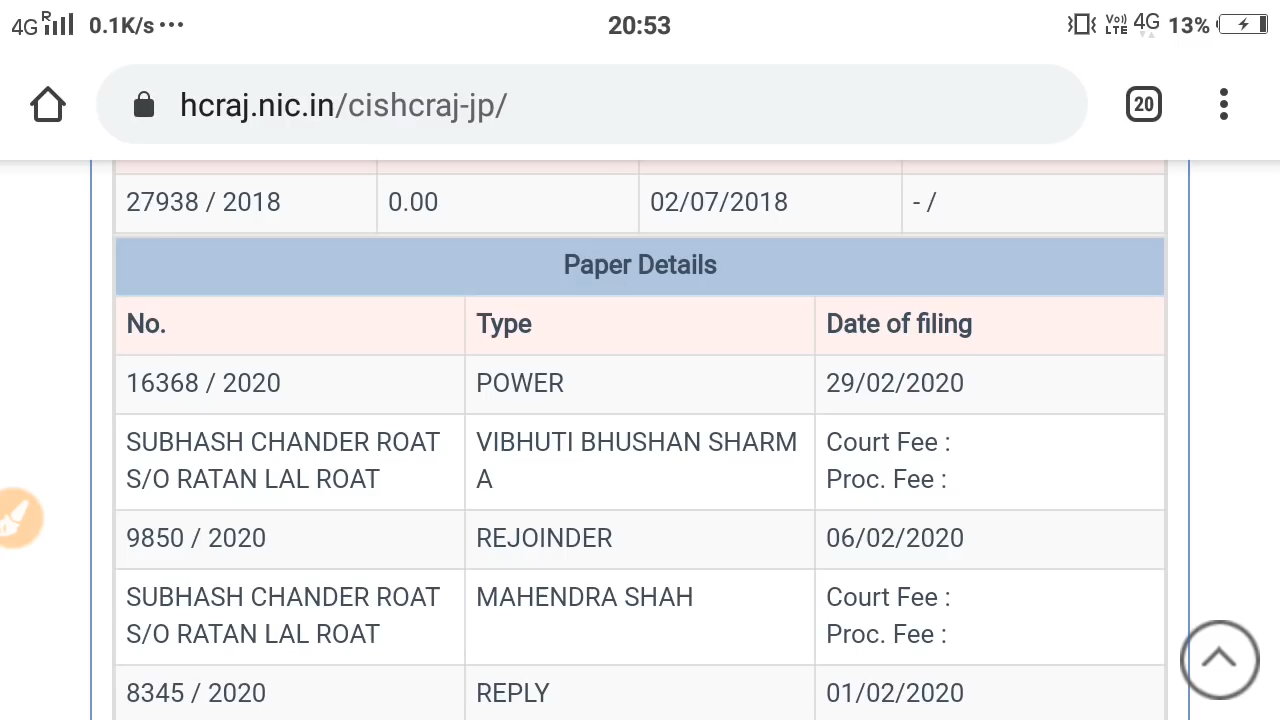 4G R 0.1K/s ··· 20:53 Vo)) LTE 4G 13%
hcraj.nic.in/cishcraj-jp/ 20
27938 / 2018 0.00 02/07/2018 - /
Paper Details
No. Type Date of filing
16368 / 2020 POWER 29/02/2020
SUBHASH CHANDER ROAT VIBHUTI BHUSHAN SHARM Court Fee :
S/O RATAN LAL ROAT A Proc. Fee :
9850 / 2020 REJOINDER 06/02/2020
SUBHASH CHANDER ROAT MAHENDRA SHAH Court Fee :
S/O RATAN LAL ROAT Proc. Fee :
8345 / 2020 REPLY 01/02/2020